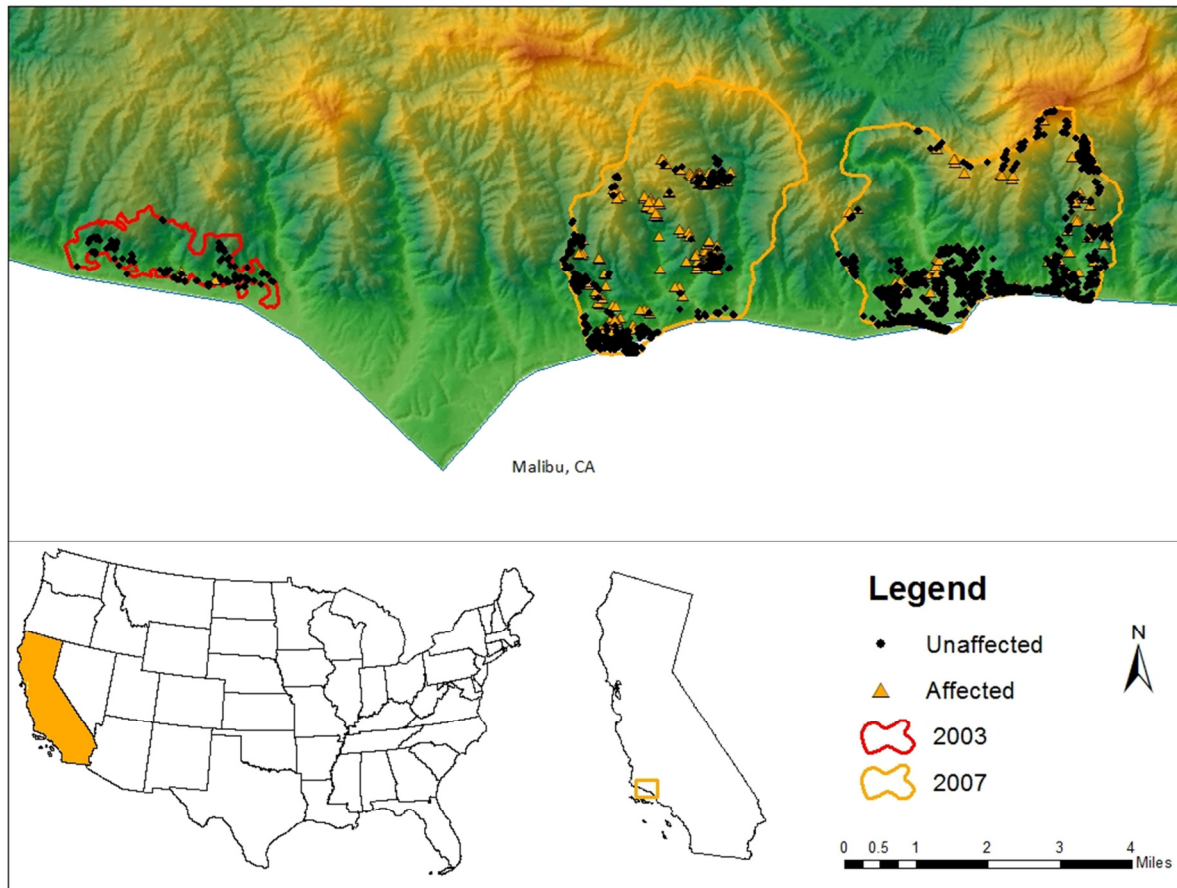 Malibu, CA
Legend
Unaffected
Affected
2003
2007
N
0 0.5 1 2 3 4
Miles